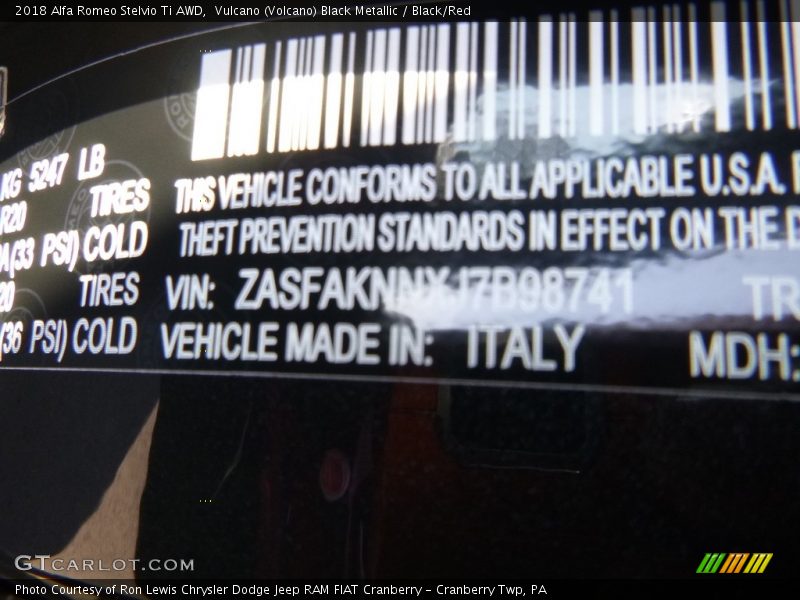 2018 Alfa Romeo Stelvio Ti AWD,  Vulcano (Volcano) Black Metallic / Black/Red
KG 5247 LB
R20 TIRES
(33 PSI) COLD
20 TIRES
(36 PSI) COLD
THIS VEHICLE CONFORMS TO ALL APPLICABLE U.S.A.
THEFT PREVENTION STANDARDS IN EFFECT ON THE
VIN: ZASFAKNNXJ7B98741 TR
VEHICLE MADE IN: ITALY MDH:
GTCARLOT.COM
Photo Courtesy of Ron Lewis Chrysler Dodge Jeep RAM FIAT Cranberry – Cranberry Twp, PA